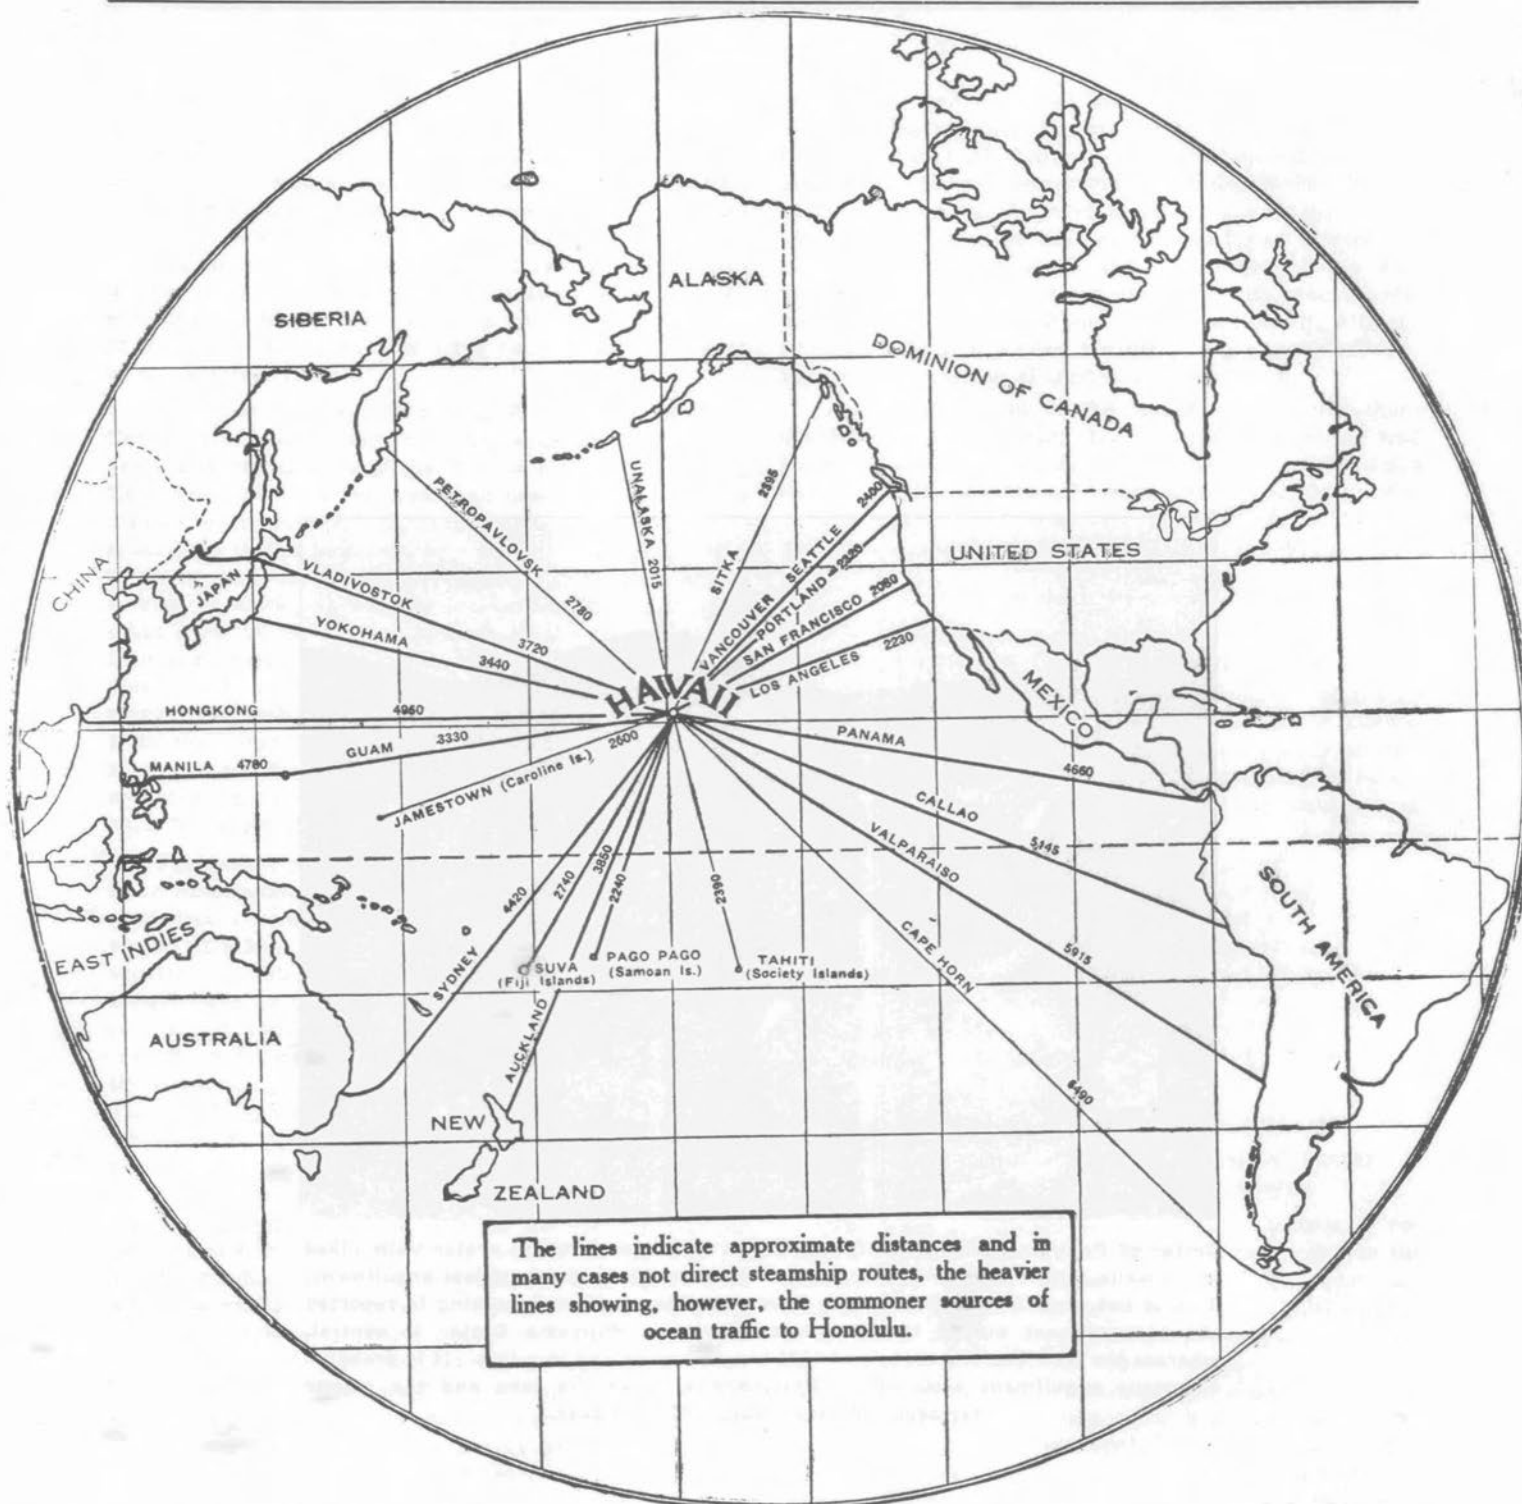 SIBERIA
ALASKA
DOMINION OF CANADA
CHINA
JAPAN
UNITED STATES
MEXICO
HAWAII
PETROPAVLOVSK 2780
UNALASKA 2015
SITKA 2395
VANCOUVER SEATTLE 2400
PORTLAND 2320
SAN FRANCISCO 2080
LOS ANGELES 2230
VLADIVOSTOK 3720
YOKOHAMA 3440
HONGKONG 4960
GUAM 3330
MANILA 4780
JAMESTOWN (Caroline Is.) 2600
PANAMA 4660
CALLAO 5145
VALPARAISO 5915
CAPE HORN 6490
SOUTH AMERICA
EAST INDIES
SYDNEY 4420
2740
SUVA
(Fiji Islands)
AUCKLAND 3850
2240
PAGO PAGO
(Samoan Is.)
2390
TAHITI
(Society Islands)
AUSTRALIA
NEW
ZEALAND
The lines indicate approximate distances and in
many cases not direct steamship routes, the heavier
lines showing, however, the commoner sources of
ocean traffic to Honolulu.